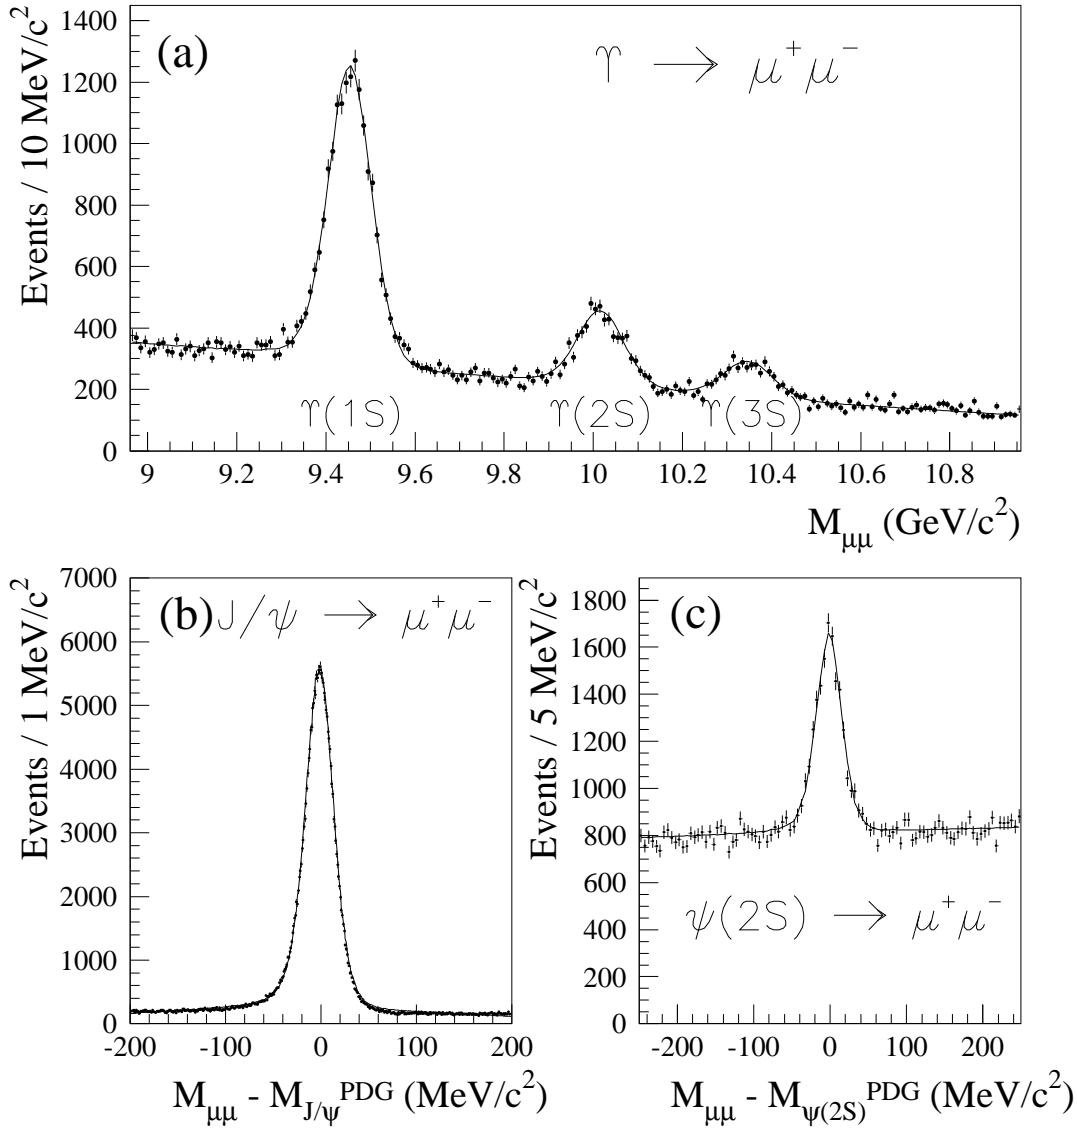 Events / 10 MeV/c²
1400
1200
1000
800
600
400
200
0
(a)
ϒ → μ⁺μ⁻
ϒ(1S) ϒ(2S) ϒ(3S)
9 9.2 9.4 9.6 9.8 10 10.2 10.4 10.6 10.8
M_μμ (GeV/c²)
Events / 1 MeV/c²
7000
6000
5000
4000
3000
2000
1000
0
(b) J/ψ → μ⁺μ⁻
-200 -100 0 100 200
M_μμ - M_J/ψ^PDG (MeV/c²)
Events / 5 MeV/c²
1800
1600
1400
1200
1000
800
600
400
200
0
(c)
ψ(2S) → μ⁺μ⁻
-200 -100 0 100 200
M_μμ - M_ψ(2S)^PDG (MeV/c²)